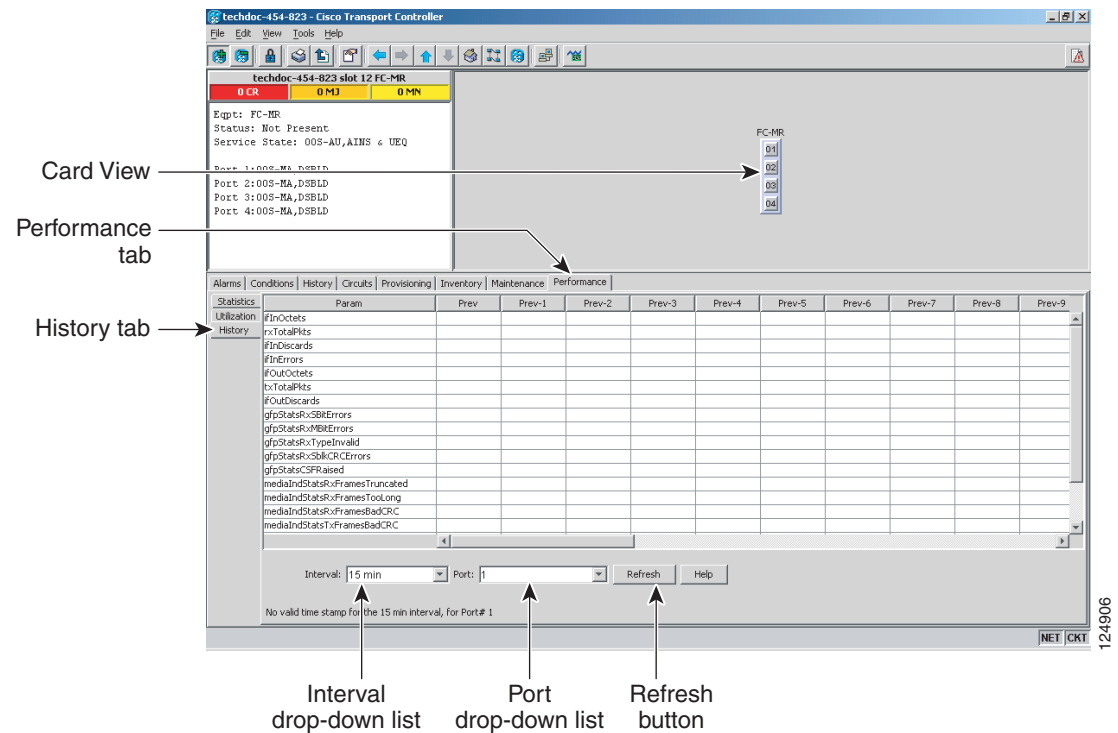 techdoc-454-823 - Cisco Transport Controller
File Edit View Tools Help
techdoc-454-823 slot 12 FC-MR
0 CR 0 MJ 0 MN
Eqpt: FC-MR
Status: Not Present
Service State: OOS-AU,AINS & UEQ
Port 1:OOS-MA,DSBLD
Port 2:OOS-MA,DSBLD
Port 3:OOS-MA,DSBLD
Port 4:OOS-MA,DSBLD
FC-MR
01
02
03
04
Card View
Performance
tab
History tab
Alarms Conditions History Circuits Provisioning Inventory Maintenance Performance
Statistics
Utilization
History
Param Prev Prev-1 Prev-2 Prev-3 Prev-4 Prev-5 Prev-6 Prev-7 Prev-8 Prev-9
ifInOctets
rxTotalPkts
ifInDiscards
ifInErrors
ifOutOctets
txTotalPkts
ifOutDiscards
gfpStatsRxSBitErrors
gfpStatsRxMBitErrors
gfpStatsRxTypeInvalid
gfpStatsRxSblkCRCErrors
gfpStatsCSFRaised
mediaIndStatsRxFramesTruncated
mediaIndStatsRxFramesTooLong
mediaIndStatsRxFramesBadCRC
mediaIndStatsTxFramesBadCRC
Interval: 15 min Port: 1 Refresh Help
No valid time stamp for the 15 min interval, for Port# 1
NET CKT
124906
Interval
drop-down list
Port
drop-down list
Refresh
button